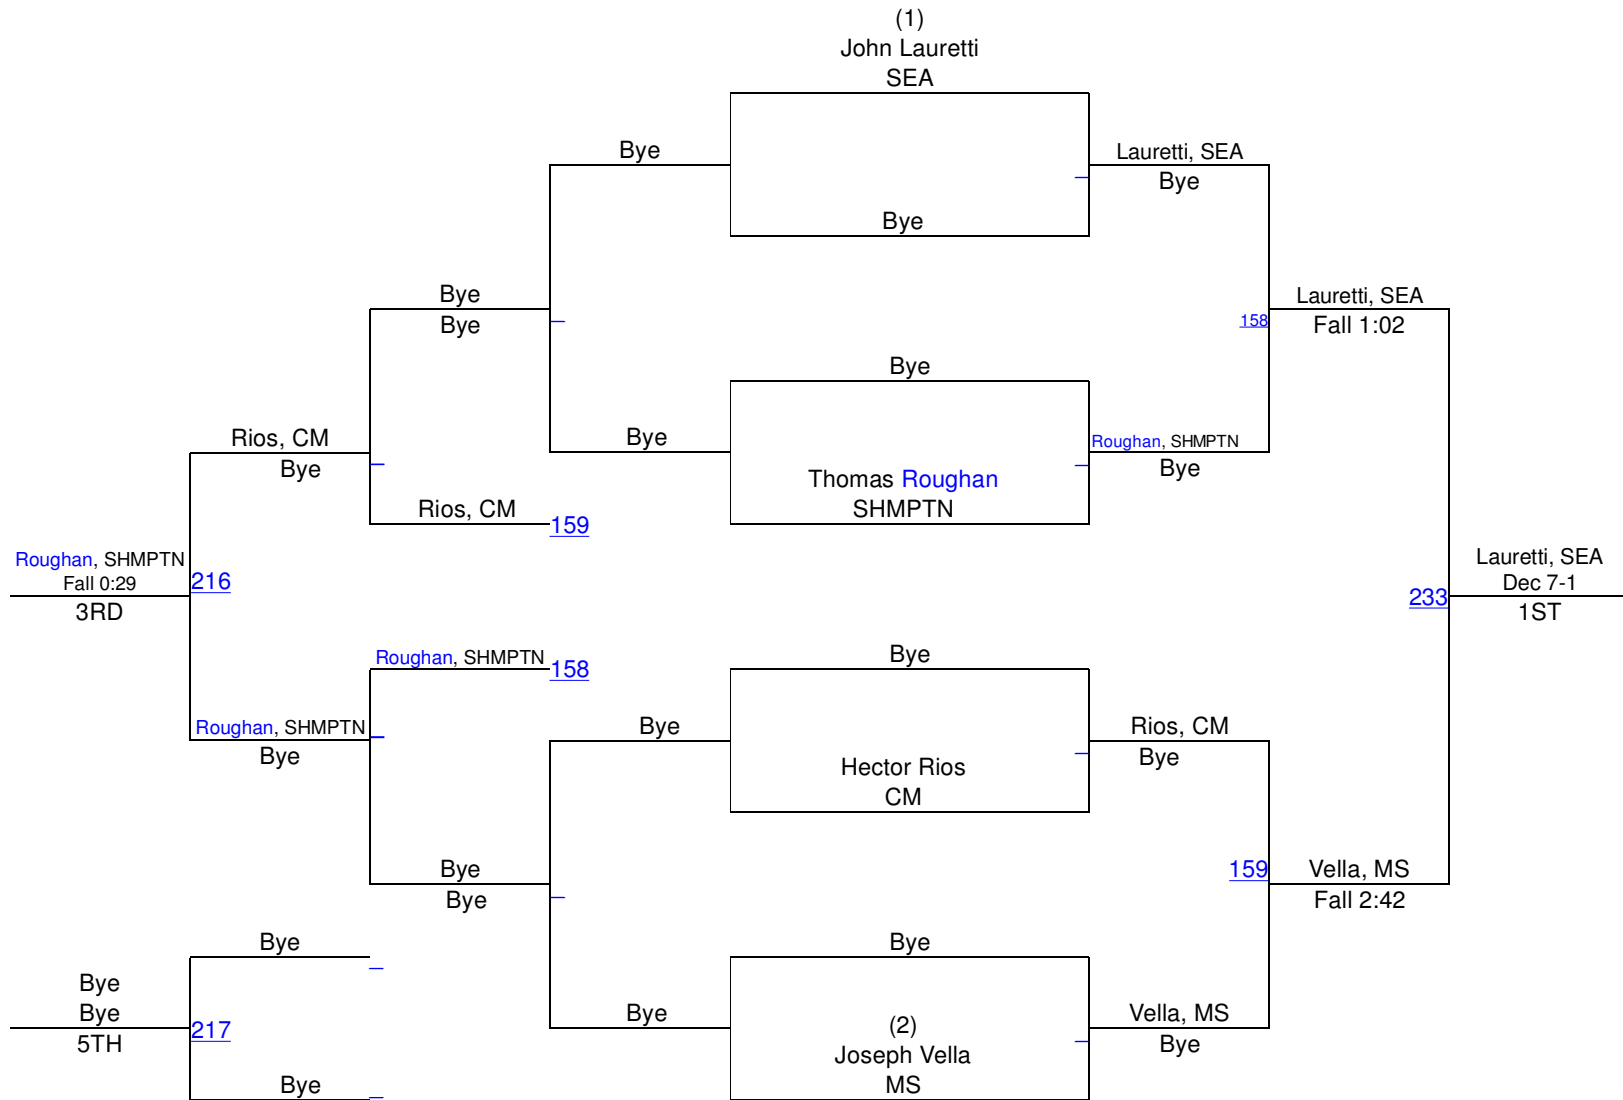 (1)
John Lauretti
SEA
Bye
Lauretti, SEA
Bye
Bye
Bye
Bye
158
Lauretti, SEA
Fall 1:02
Bye
Rios, CM
Bye
Bye
Roughan, SHMPTN
Bye
Thomas Roughan
SHMPTN
Rios, CM
159
Roughan, SHMPTN
Fall 0:29
3RD
216
233
Lauretti, SEA
Dec 7-1
1ST
Roughan, SHMPTN
158
Bye
Roughan, SHMPTN
Bye
Bye
Rios, CM
Bye
Hector Rios
CM
Bye
Bye
159
Vella, MS
Fall 2:42
Bye
Bye
Bye
Bye
5TH
217
Bye
Bye
(2)
Joseph Vella
MS
Vella, MS
Bye